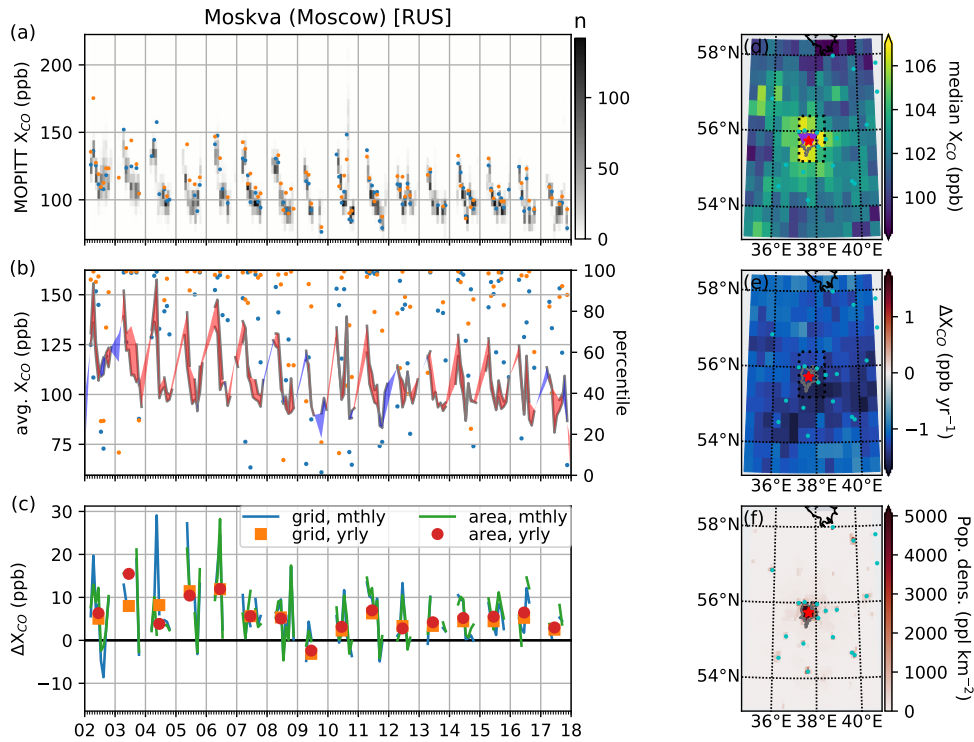 Moskva (Moscow) [RUS]
(a)
n
MOPITT X_CO (ppb)
200
150
100
100
50
0
(b)
avg. X_CO (ppb)
150
125
100
75
100
80
60
40
20
0
percentile
(c)
ΔX_CO (ppb)
30
20
10
0
−10
grid, mthly
grid, yrly
area, mthly
area, yrly
02 03 04 05 06 07 08 09 10 11 12 13 14 15 16 17 18
(d)
58°N
56°N
54°N
36°E 38°E 40°E
106
104
102
100
median X_CO (ppb)
(e)
58°N
56°N
54°N
36°E 38°E 40°E
1
0
−1
ΔX_CO (ppb yr⁻¹)
(f)
58°N
56°N
54°N
36°E 38°E 40°E
5000
4000
3000
2000
1000
0
Pop. dens. (ppl km⁻²)